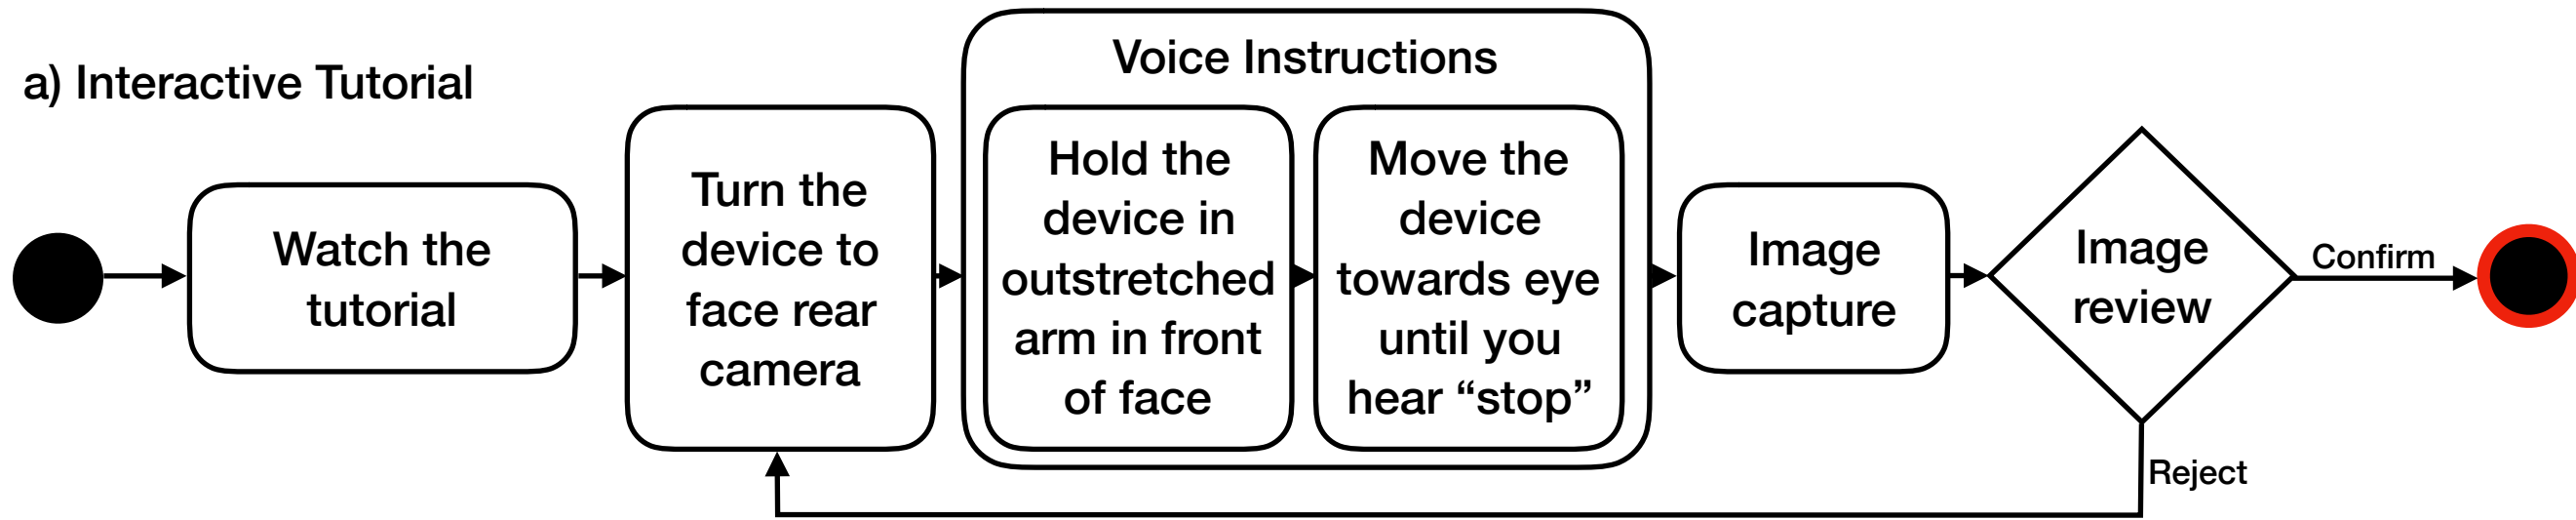 a) Interactive Tutorial
Watch the
tutorial
Turn the
device to
face rear
camera
Voice Instructions
Hold the
device in
outstretched
arm in front
of face
Move the
device
towards eye
until you
hear “stop”
Image
capture
Image
review
Confirm
Reject